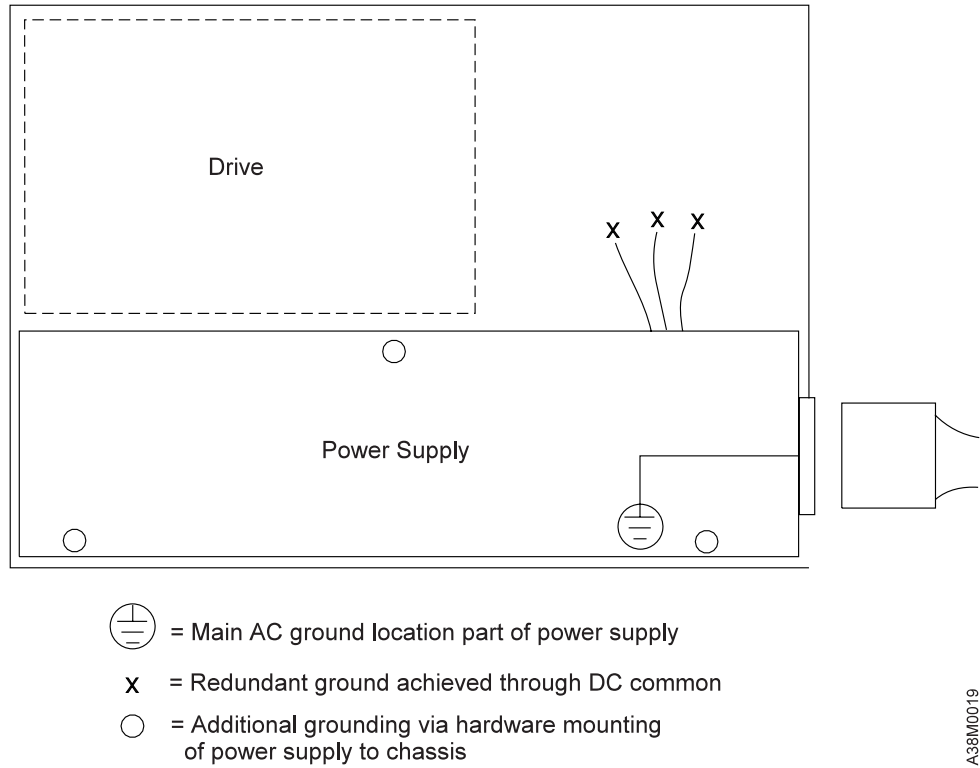 Drive
x x x
Power Supply
= Main AC ground location part of power supply
x = Redundant ground achieved through DC common
= Additional grounding via hardware mounting
of power supply to chassis
A38M0019